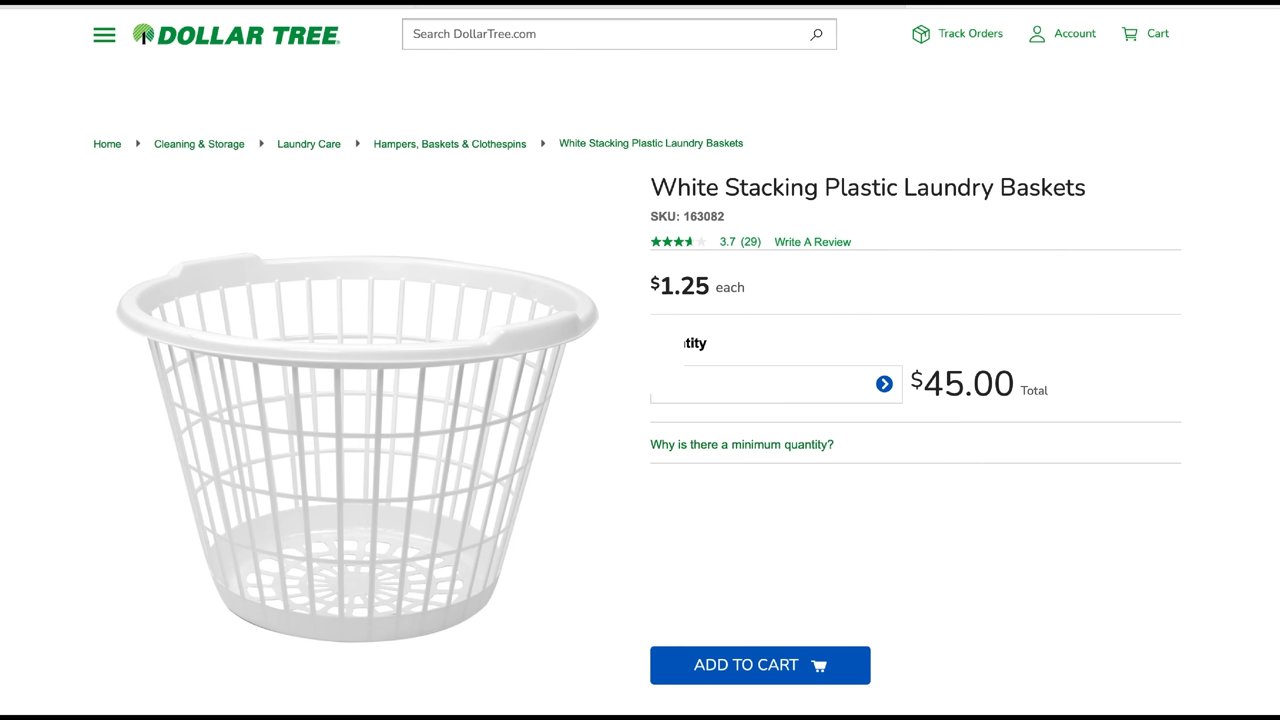 DOLLAR TREE
Search DollarTree.com
Track Orders
Account
Cart
Home
Cleaning & Storage
Laundry Care
Hampers, Baskets & Clothespins
White Stacking Plastic Laundry Baskets
White Stacking Plastic Laundry Baskets
SKU: 163082
3.7 (29) Write A Review
$1.25 each
tity
$45.00 Total
Why is there a minimum quantity?
ADD TO CART